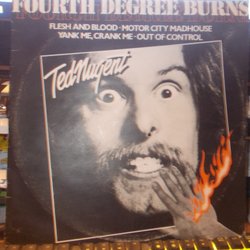 FOURTH DEGREE BURNS
FLESH AND BLOOD · MOTOR CITY MADHOUSE
YANK ME, CRANK ME · OUT OF CONTROL
Ted Nugent